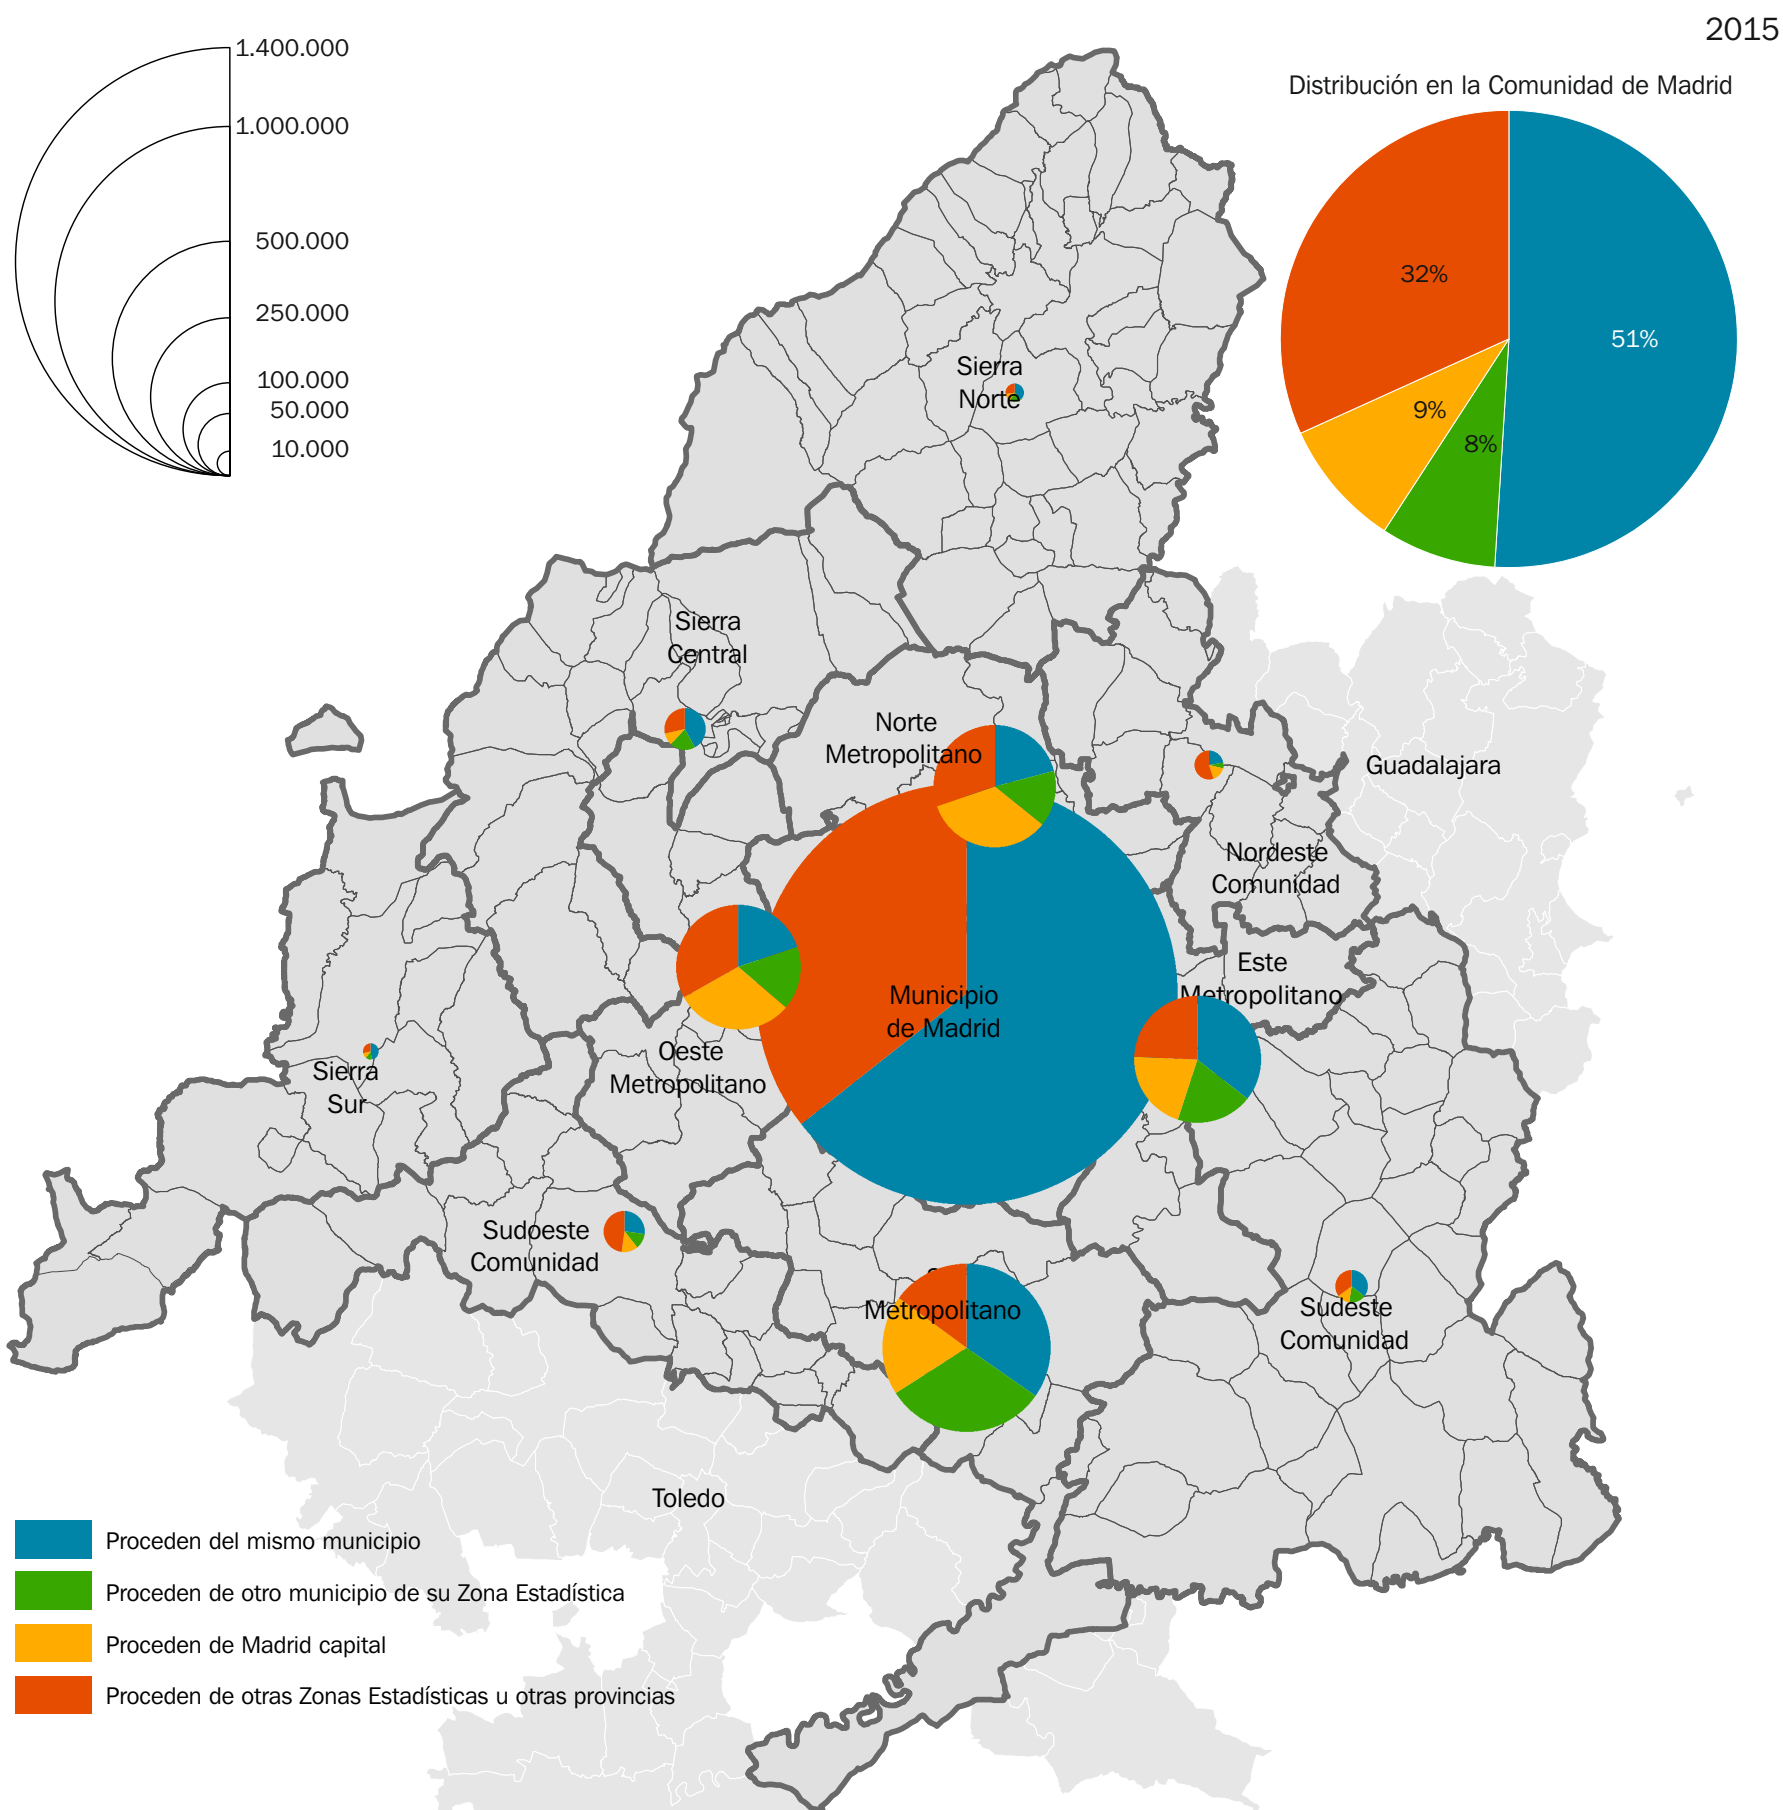 2015
1.400.000
1.000.000
500.000
250.000
100.000
50.000
10.000
Distribución en la Comunidad de Madrid
32%
51%
9%
8%
Sierra
Norte
Sierra
Central
Norte
Metropolitano
Guadalajara
Nordeste
Comunidad
Este
Metropolitano
Municipio
de Madrid
Oeste
Metropolitano
Sierra
Sur
Sudoeste
Comunidad
Metropolitano
Sudeste
Comunidad
Toledo
Proceden del mismo municipio
Proceden de otro municipio de su Zona Estadística
Proceden de Madrid capital
Proceden de otras Zonas Estadísticas u otras provincias